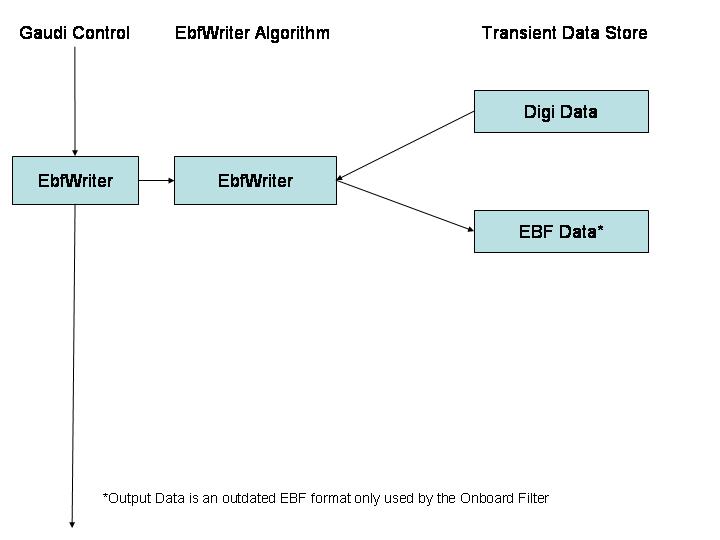 Gaudi Control
EbfWriter Algorithm
Transient Data Store
Digi Data
EbfWriter
EbfWriter
EBF Data*
*Output Data is an outdated EBF format only used by the Onboard Filter